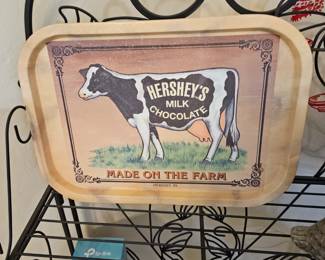 HERSHEY'S
MILK
CHOCOLATE
MADE ON THE FARM